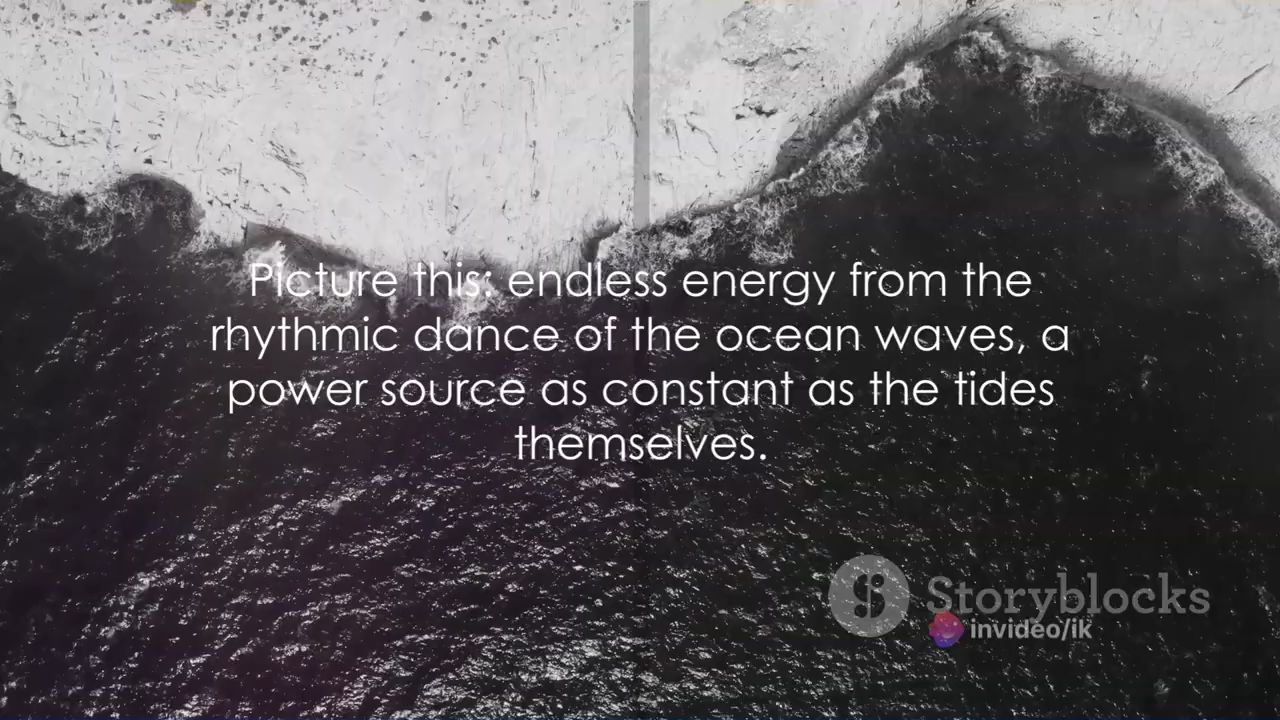 Picture this: endless energy from the
rhythmic dance of the ocean waves, a
power source as constant as the tides
themselves.
Storyblocks
invideo/ik